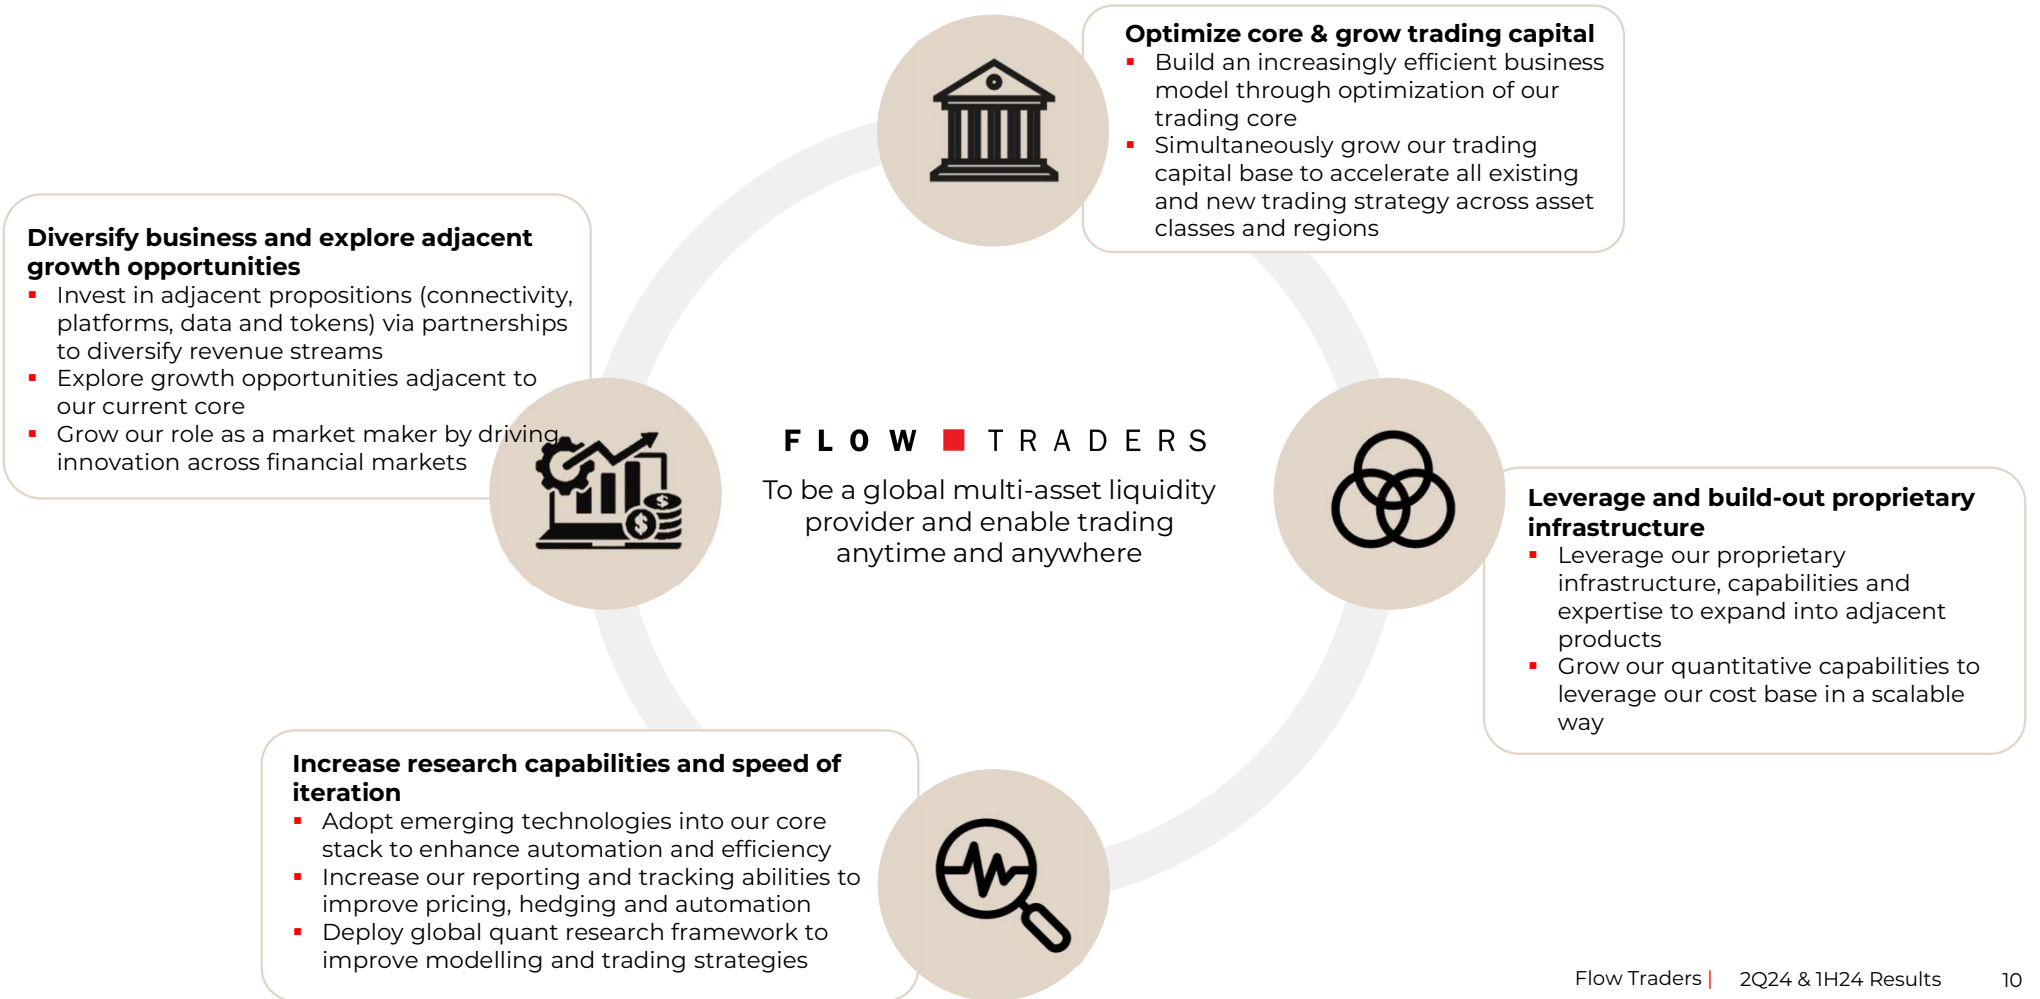 Optimize core & grow trading capital
▪ Build an increasingly efficient business
model through optimization of our
trading core
▪ Simultaneously grow our trading
capital base to accelerate all existing
and new trading strategy across asset
classes and regions
Diversify business and explore adjacent
growth opportunities
▪ Invest in adjacent propositions (connectivity,
platforms, data and tokens) via partnerships
to diversify revenue streams
▪ Explore growth opportunities adjacent to
our current core
▪ Grow our role as a market maker by driving
innovation across financial markets
FLOW TRADERS
To be a global multi-asset liquidity
provider and enable trading
anytime and anywhere
Leverage and build-out proprietary
infrastructure
▪ Leverage our proprietary
infrastructure, capabilities and
expertise to expand into adjacent
products
▪ Grow our quantitative capabilities to
leverage our cost base in a scalable
way
Increase research capabilities and speed of
iteration
▪ Adopt emerging technologies into our core
stack to enhance automation and efficiency
▪ Increase our reporting and tracking abilities to
improve pricing, hedging and automation
▪ Deploy global quant research framework to
improve modelling and trading strategies
$
$
Flow Traders | 2Q24 & 1H24 Results 10